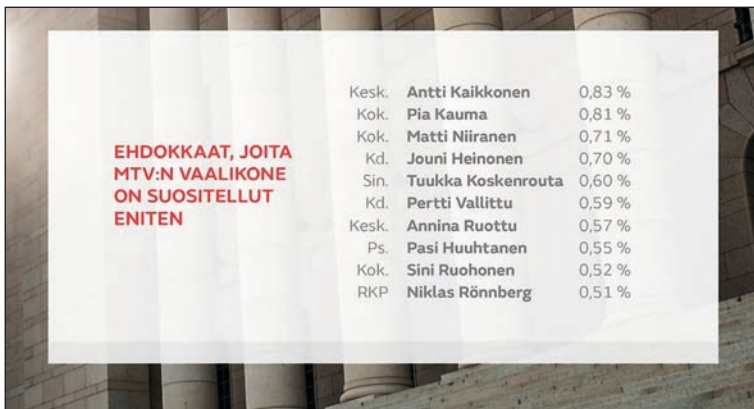 EHDOKKAAT, JOITA
MTV:N VAALIKONE
ON SUOSITELLUT
ENITEN
Kesk. Antti Kaikkonen 0,83 %
Kok. Pia Kauma 0,81 %
Kok. Matti Niiranen 0,71 %
Kd. Jouni Heinonen 0,70 %
Sin. Tuukka Koskenrouta 0,60 %
Kd. Pertti Vallittu 0,59 %
Kesk. Annina Ruottu 0,57 %
Ps. Pasi Huuhtanen 0,55 %
Kok. Sini Ruohonen 0,52 %
RKP Niklas Rönnberg 0,51 %